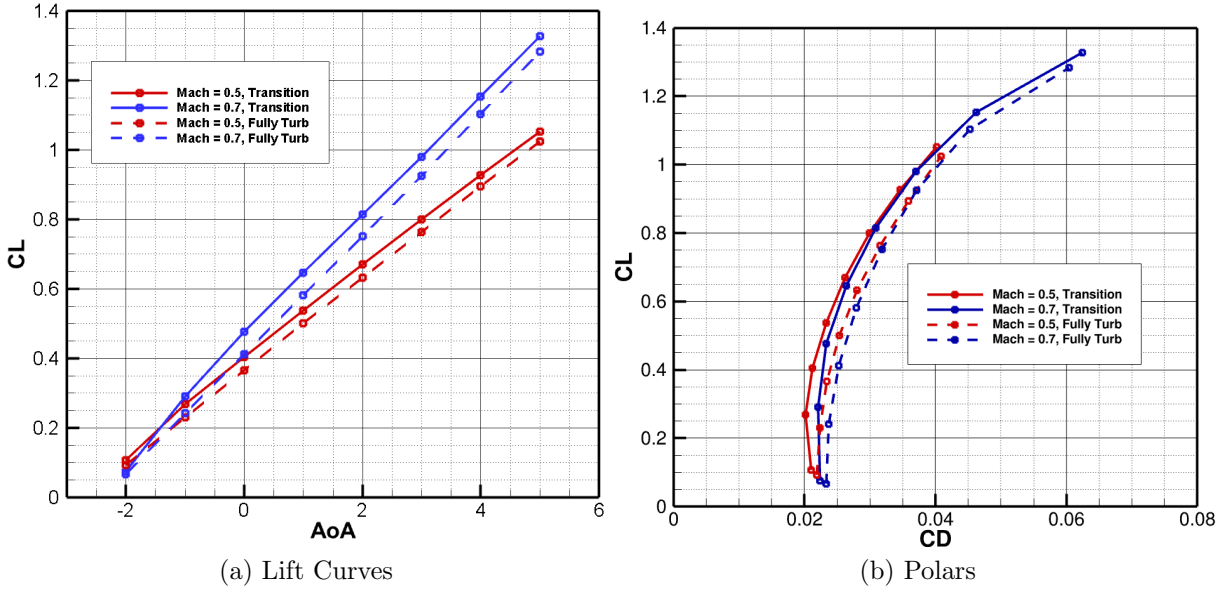 1.4
1.2
1
0.8
0.6
0.4
0.2
0
CL
-2
0
2
4
6
AoA
Mach = 0.5, Transition
Mach = 0.7, Transition
Mach = 0.5, Fully Turb
Mach = 0.7, Fully Turb
(a) Lift Curves
1.4
1.2
1
0.8
0.6
0.4
0.2
0
CL
0
0.02
0.04
0.06
0.08
CD
Mach = 0.5, Transition
Mach = 0.7, Transition
Mach = 0.5, Fully Turb
Mach = 0.7, Fully Turb
(b) Polars